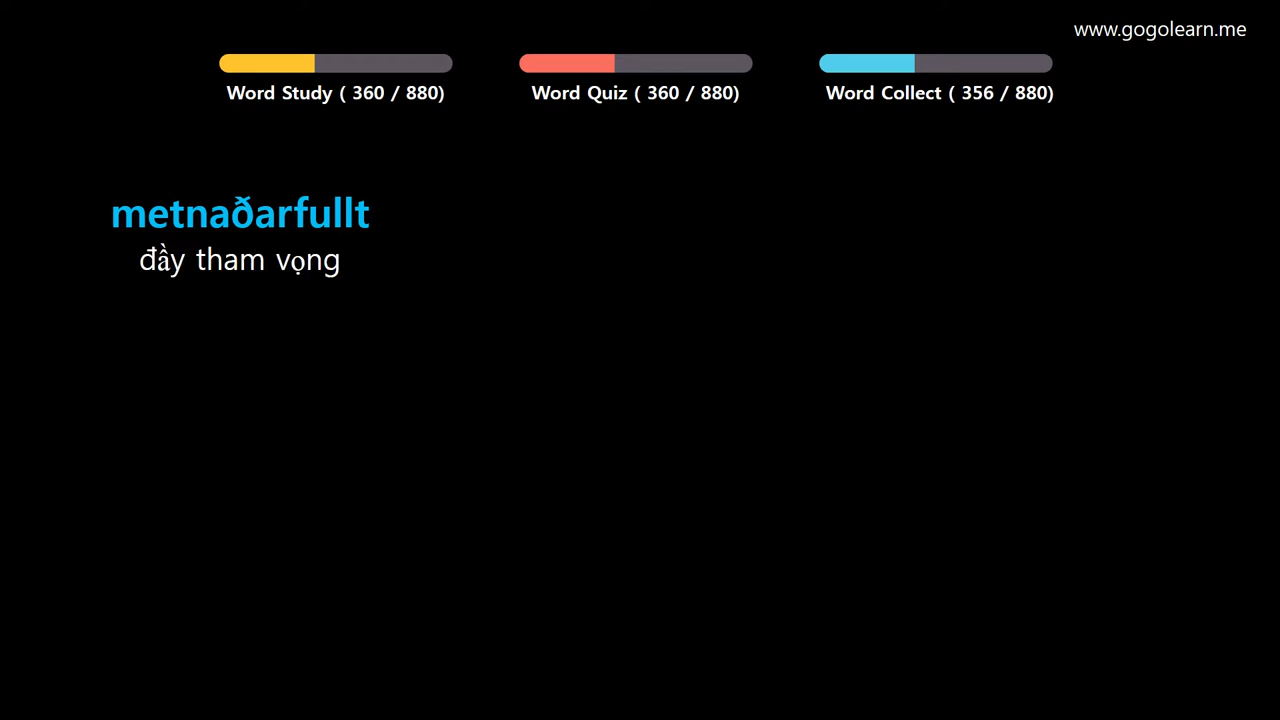 www.gogolearn.me
Word Study ( 360 / 880)
Word Quiz ( 360 / 880)
Word Collect ( 356 / 880)
metnaðarfullt
đầy tham vọng